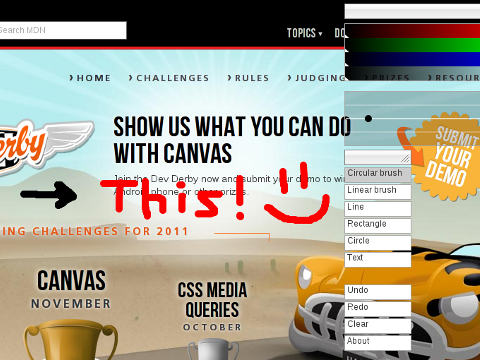 Search MDN
TOPICS ▾ DO
HOME CHALLENGES RULES JUDGING PRIZES RESOUR
erby
SHOW US WHAT YOU CAN DO
WITH CANVAS
Join the Dev Derby now and submit your demo to wi
Android phone or other prizes.
This!
SUBMIT
YOUR
DEMO
ING CHALLENGES FOR 2011
CANVAS
NOVEMBER
CSS MEDIA
QUERIES
OCTOBER
Circular brush
Linear brush
Line
Rectangle
Circle
Text
Undo
Redo
Clear
About